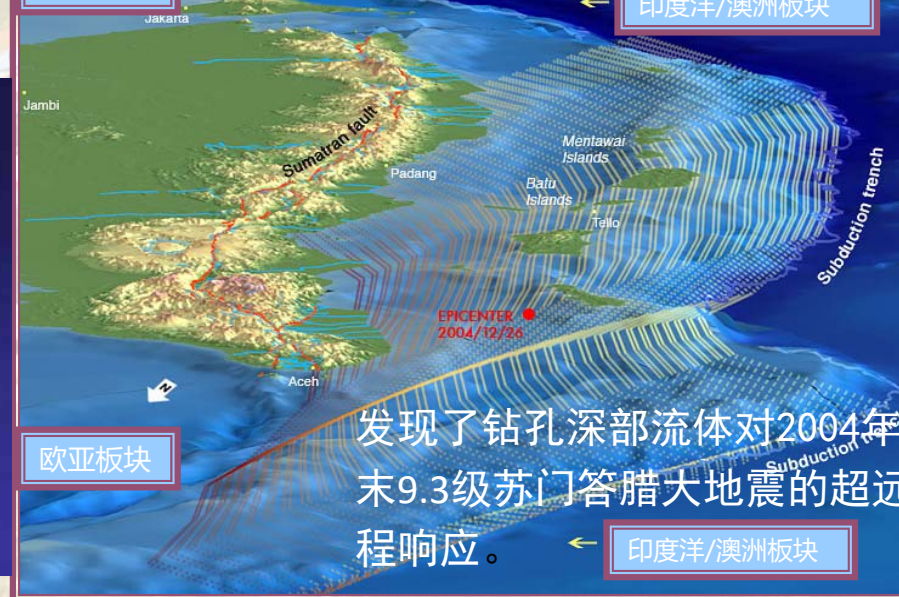 Jakarta
印度洋/澳洲板块
Jambi
Sumatran fault
Padang
Mentawai
Islands
Batu
Islands
Tello
Subduction trench
EPICENTER
2004/12/26
Aceh
N
欧亚板块
发现了钻孔深部流体对2004年
末9.3级苏门答腊大地震的超远
程响应。
Subduction trenc
印度洋/澳洲板块